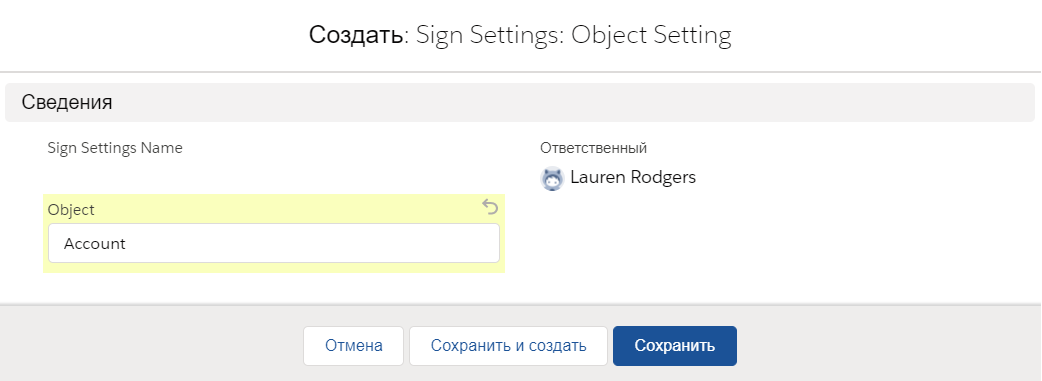 Создать: Sign Settings: Object Setting
Сведения
Sign Settings Name
Ответственный
Lauren Rodgers
Object
Account
Отмена
Сохранить и создать
Сохранить